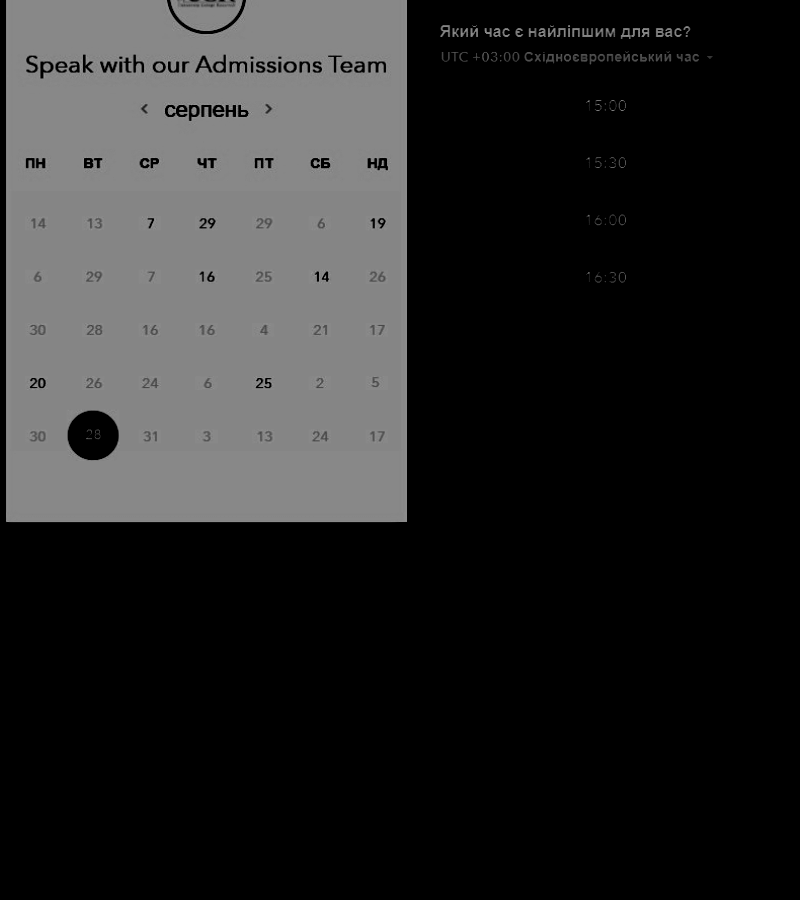 Speak with our Admissions Team
серпень
ПН ВТ СР ЧТ ПТ СБ НД
14 13 7 29 29 6 19
6 29 7 16 25 14 26
30 28 16 16 4 21 17
20 26 24 6 25 2 5
30 28 31 3 13 24 17
Який час є найліпшим для вас?
UTC +03:00 Східноєвропейський час
15:00
15:30
16:00
16:30